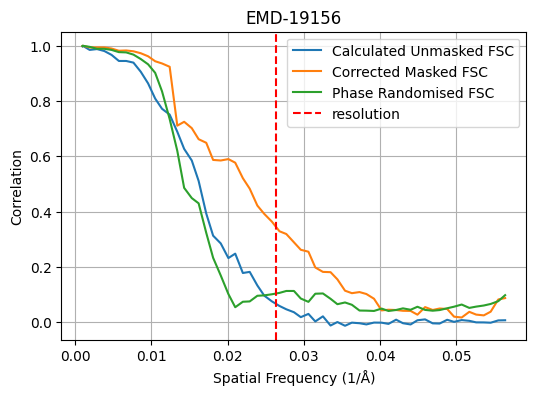 EMD-19156
Calculated Unmasked FSC
Corrected Masked FSC
Phase Randomised FSC
resolution
Correlation
1.0
0.8
0.6
0.4
0.2
0.0
0.00 0.01 0.02 0.03 0.04 0.05
Spatial Frequency (1/Å)